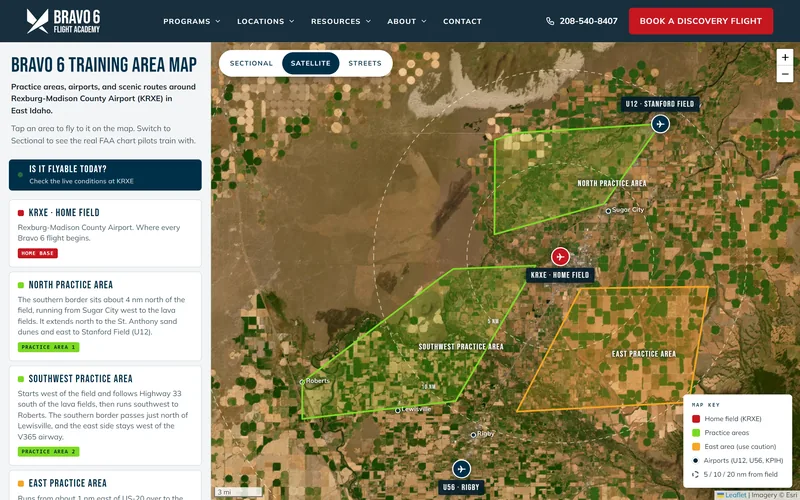 BRAVO 6
FLIGHT ACADEMY
PROGRAMS
LOCATIONS
RESOURCES
ABOUT
CONTACT
208-540-8407
BOOK A DISCOVERY FLIGHT
BRAVO 6 TRAINING AREA MAP
Practice areas, airports, and scenic routes around
Rexburg-Madison County Airport (KRXE) in
East Idaho.
Tap an area to fly to it on the map. Switch to
Sectional to see the real FAA chart pilots train with.
IS IT FLYABLE TODAY?
Check the live conditions at KRXE
KRXE · HOME FIELD
Rexburg-Madison County Airport. Where every
Bravo 6 flight begins.
HOME BASE
NORTH PRACTICE AREA
The southern border sits about 4 nm north of the
field, running from Sugar City west to the lava
fields. It extends north to the St. Anthony sand
dunes and east to Stanford Field (U12).
PRACTICE AREA 1
SOUTHWEST PRACTICE AREA
Starts west of the field and follows Highway 33
south of the lava fields, then runs southwest to
Roberts. The southern border passes just north of
Lewisville, and the east side stays west of the
V365 airway.
PRACTICE AREA 2
EAST PRACTICE AREA
Runs from about 1 nm east of US-20 over to the
SECTIONAL
SATELLITE
STREETS
+
−
U12 · STANFORD FIELD
NORTH PRACTICE AREA
Sugar City
KRXE · HOME FIELD
5 NM
SOUTHWEST PRACTICE AREA
EAST PRACTICE AREA
Roberts
10 NM
Lewisville
Rigby
U56 · RIGBY
MAP KEY
Home field (KRXE)
Practice areas
East area (use caution)
Airports (U12, U56, KPIH)
5 / 10 / 20 nm from field
3 mi
Leaflet | Imagery © Esri